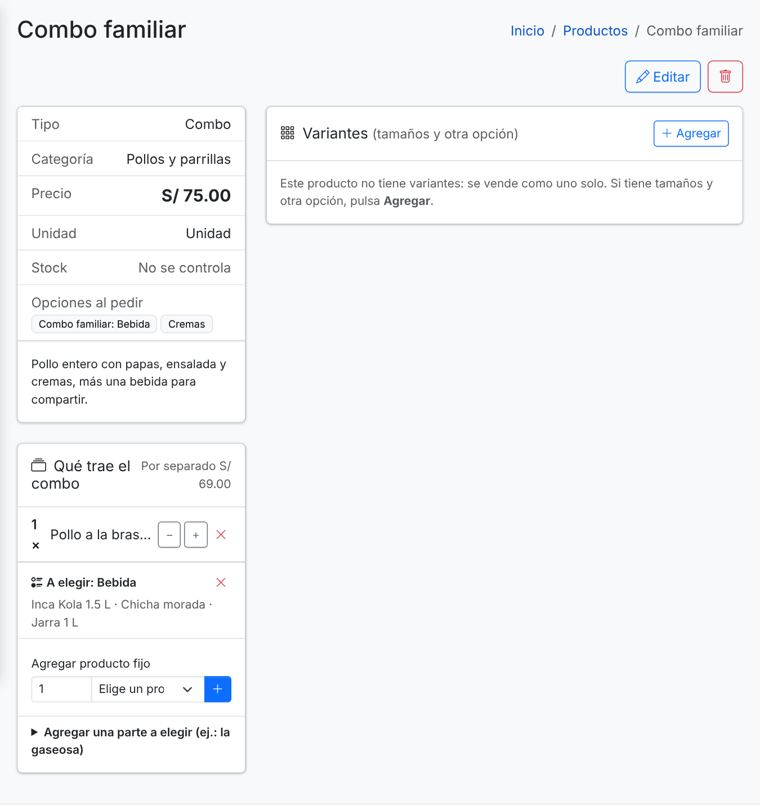 Combo familiar
Inicio / Productos / Combo familiar
Editar
Tipo Combo
Categoría Pollos y parrillas
Precio S/ 75.00
Unidad Unidad
Stock No se controla
Opciones al pedir
Combo familiar: Bebida Cremas
Pollo entero con papas, ensalada y
cremas, más una bebida para
compartir.
Variantes (tamaños y otra opción)
+ Agregar
Este producto no tiene variantes: se vende como uno solo. Si tiene tamaños y
otra opción, pulsa Agregar.
Qué trae el
combo
Por separado S/
69.00
1
×
Pollo a la bras... − +
A elegir: Bebida
Inca Kola 1.5 L · Chicha morada ·
Jarra 1 L
Agregar producto fijo
1 Elige un pro +
Agregar una parte a elegir (ej.: la
gaseosa)